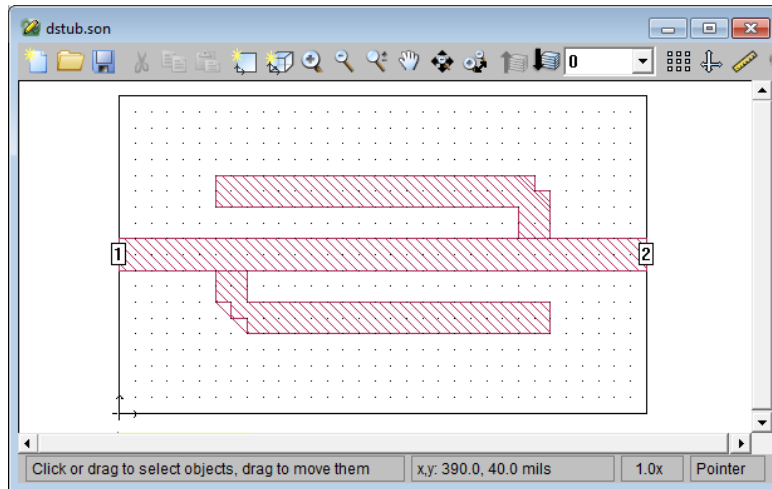 dstub.son
0
1
2
Click or drag to select objects, drag to move them
x,y: 390.0, 40.0 mils
1.0x
Pointer